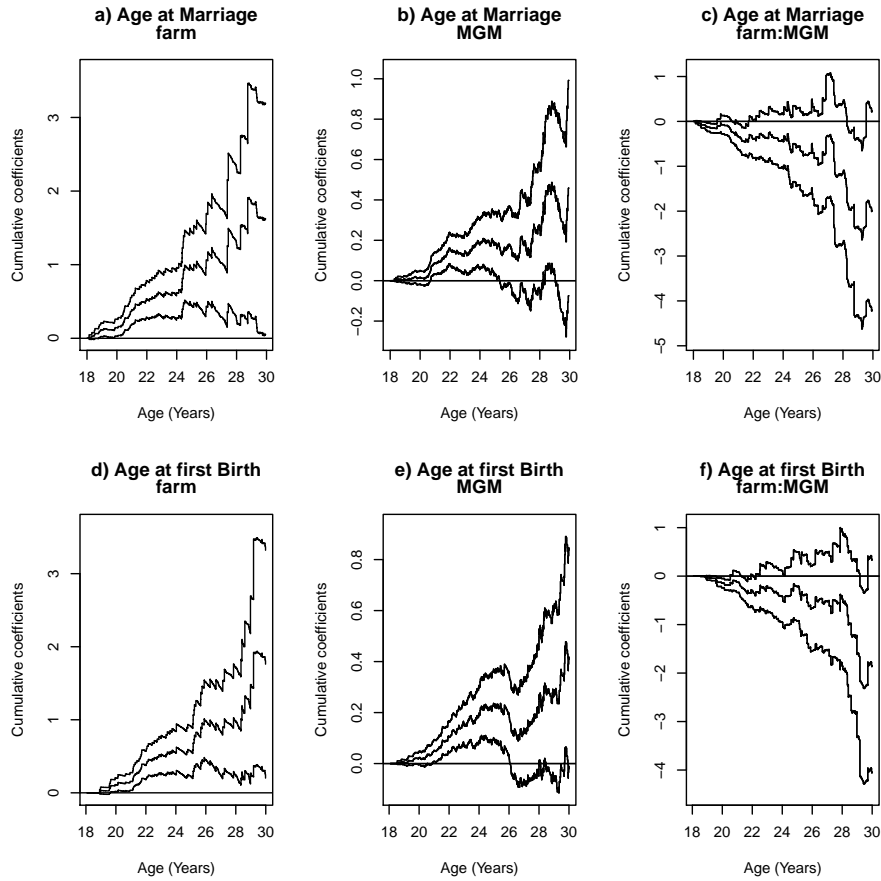 a) Age at Marriage
farm
Cumulative coefficients
3
2
1
0
18 20 22 24 26 28 30
Age (Years)
b) Age at Marriage
MGM
Cumulative coefficients
1.0
0.8
0.6
0.4
0.2
0.0
−0.2
18 20 22 24 26 28 30
Age (Years)
c) Age at Marriage
farm:MGM
Cumulative coefficients
1
0
−1
−2
−3
−4
−5
18 20 22 24 26 28 30
Age (Years)
d) Age at first Birth
farm
Cumulative coefficients
3
2
1
0
18 20 22 24 26 28 30
Age (Years)
e) Age at first Birth
MGM
Cumulative coefficients
0.8
0.6
0.4
0.2
0.0
18 20 22 24 26 28 30
Age (Years)
f) Age at first Birth
farm:MGM
Cumulative coefficients
1
0
−1
−2
−3
−4
18 20 22 24 26 28 30
Age (Years)